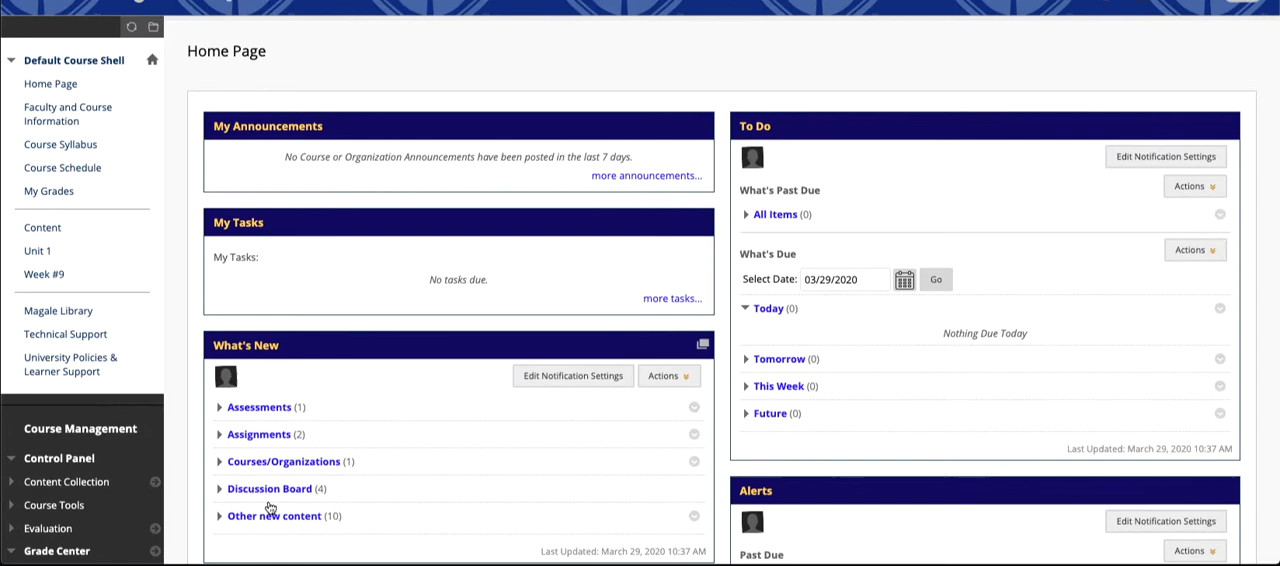 Default Course Shell
Home Page
Faculty and Course
Information
Course Syllabus
Course Schedule
My Grades
Content
Unit 1
Week #9
Magale Library
Technical Support
University Policies &
Learner Support
Course Management
Control Panel
Content Collection
Course Tools
Evaluation
Grade Center
Home Page
My Announcements
No Course or Organization Announcements have been posted in the last 7 days.
more announcements...
My Tasks
My Tasks:
No tasks due.
more tasks...
What's New
Edit Notification Settings
Actions
Assessments (1)
Assignments (2)
Courses/Organizations (1)
Discussion Board (4)
Other new content (10)
Last Updated: March 29, 2020 10:37 AM
To Do
Edit Notification Settings
What's Past Due
Actions
All Items (0)
What's Due
Actions
Select Date: 03/29/2020 Go
Today (0)
Nothing Due Today
Tomorrow (0)
This Week (0)
Future (0)
Last Updated: March 29, 2020 10:37 AM
Alerts
Edit Notification Settings
Past Due
Actions